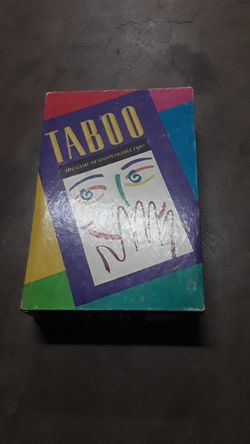 TABOO
THE GAME OF UNSPEAKABLE FUN!